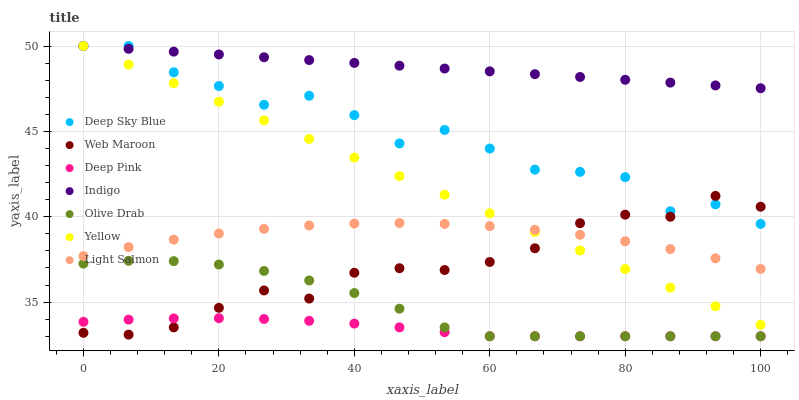 title
yaxis_label
50
45
40
35
Deep Sky Blue
Web Maroon
Deep Pink
Indigo
Olive Drab
Yellow
Light Salmon
0 20 40 60 80 100
xaxis_label